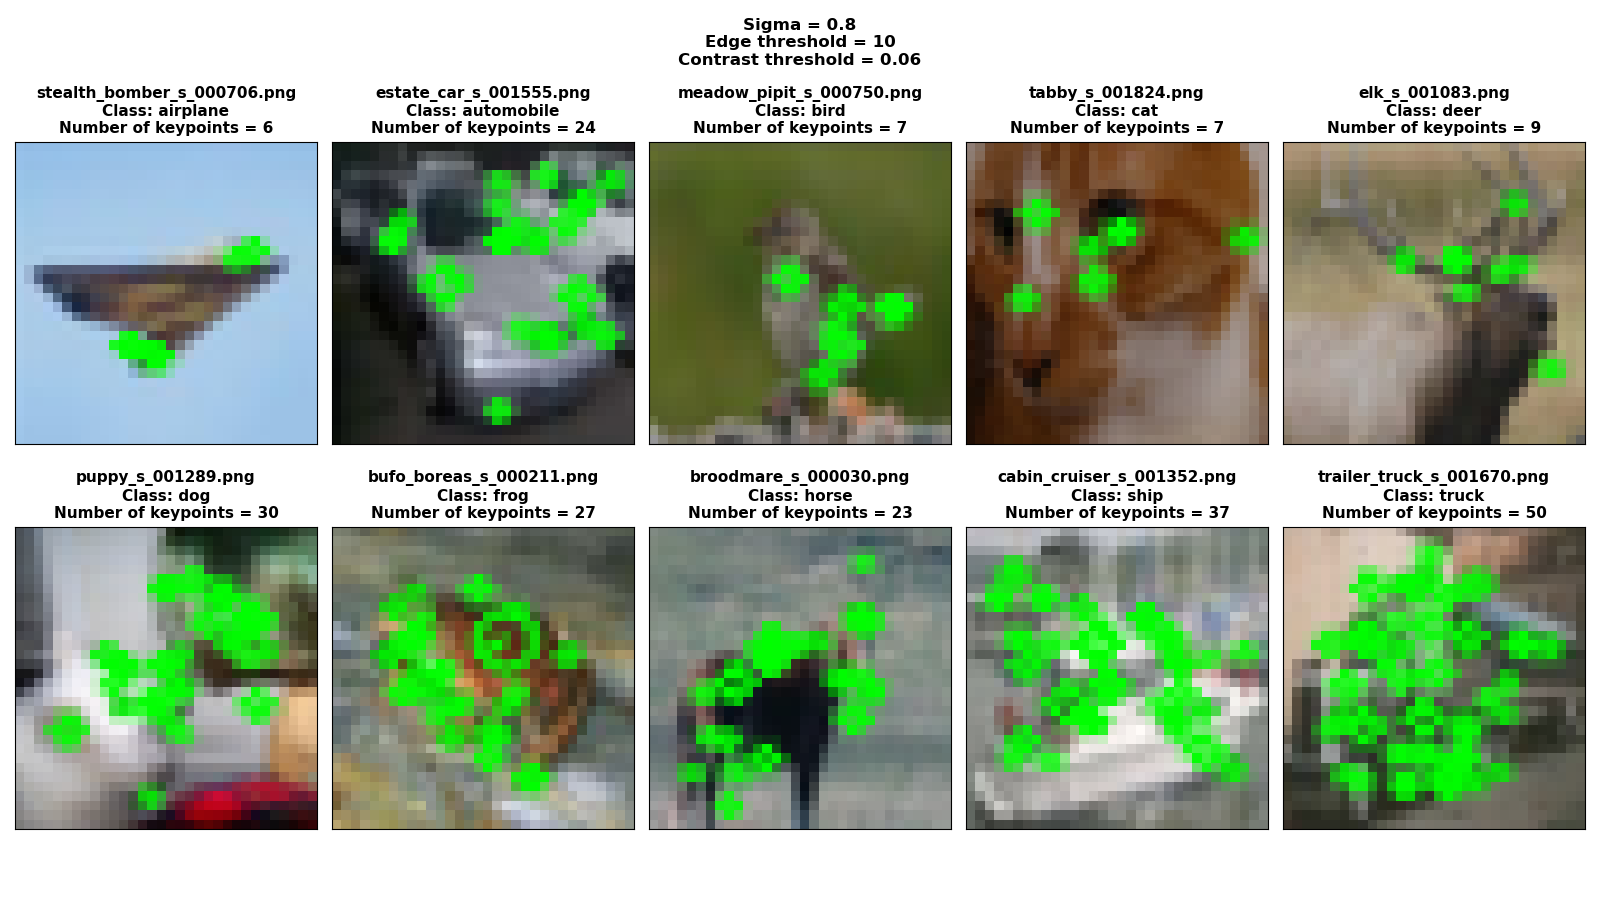 Sigma = 0.8
Edge threshold = 10
Contrast threshold = 0.06
stealth_bomber_s_000706.png
Class: airplane
Number of keypoints = 6
estate_car_s_001555.png
Class: automobile
Number of keypoints = 24
meadow_pipit_s_000750.png
Class: bird
Number of keypoints = 7
tabby_s_001824.png
Class: cat
Number of keypoints = 7
elk_s_001083.png
Class: deer
Number of keypoints = 9
puppy_s_001289.png
Class: dog
Number of keypoints = 30
bufo_boreas_s_000211.png
Class: frog
Number of keypoints = 27
broodmare_s_000030.png
Class: horse
Number of keypoints = 23
cabin_cruiser_s_001352.png
Class: ship
Number of keypoints = 37
trailer_truck_s_001670.png
Class: truck
Number of keypoints = 50